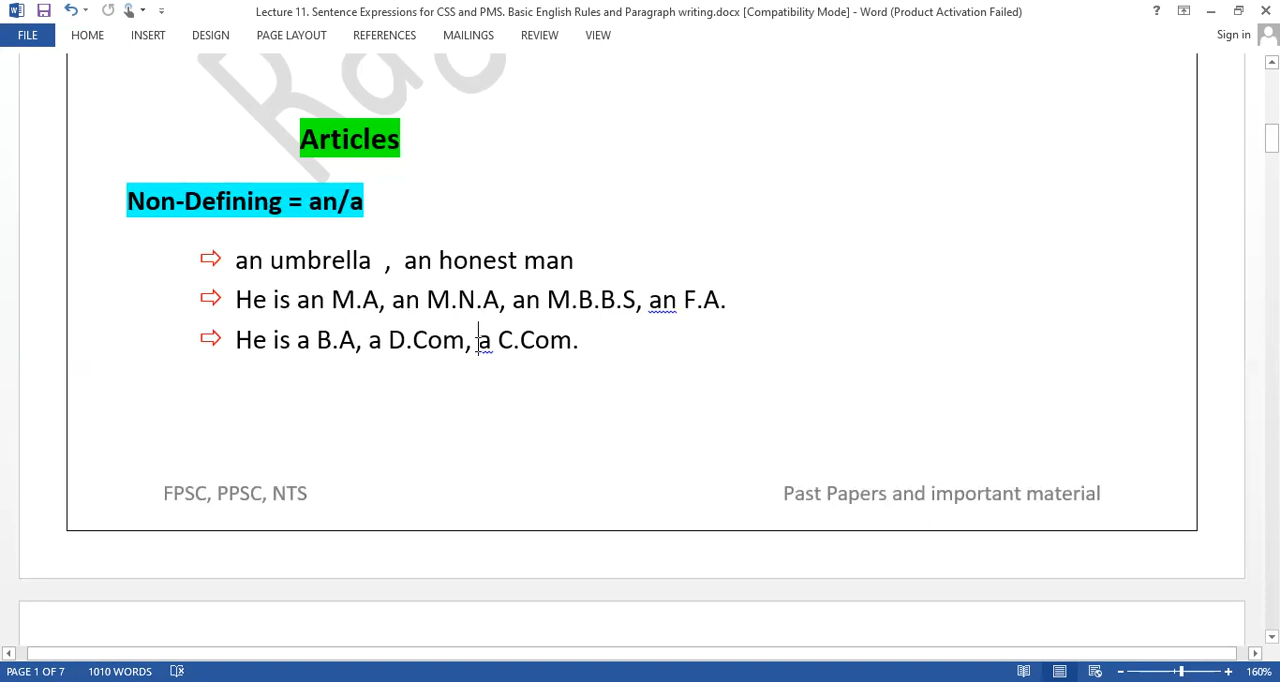 Lecture 11. Sentence Expressions for CSS and PMS. Basic English Rules and Paragraph writing.docx [Compatibility Mode] - Word (Product Activation Failed)
FILE HOME INSERT DESIGN PAGE LAYOUT REFERENCES MAILINGS REVIEW VIEW Sign in
Articles
Non-Defining = an/a
an umbrella , an honest man
He is an M.A, an M.N.A, an M.B.B.S, an F.A.
He is a B.A, a D.Com, a C.Com.
FPSC, PPSC, NTS Past Papers and important material
PAGE 1 OF 7 1010 WORDS 160%